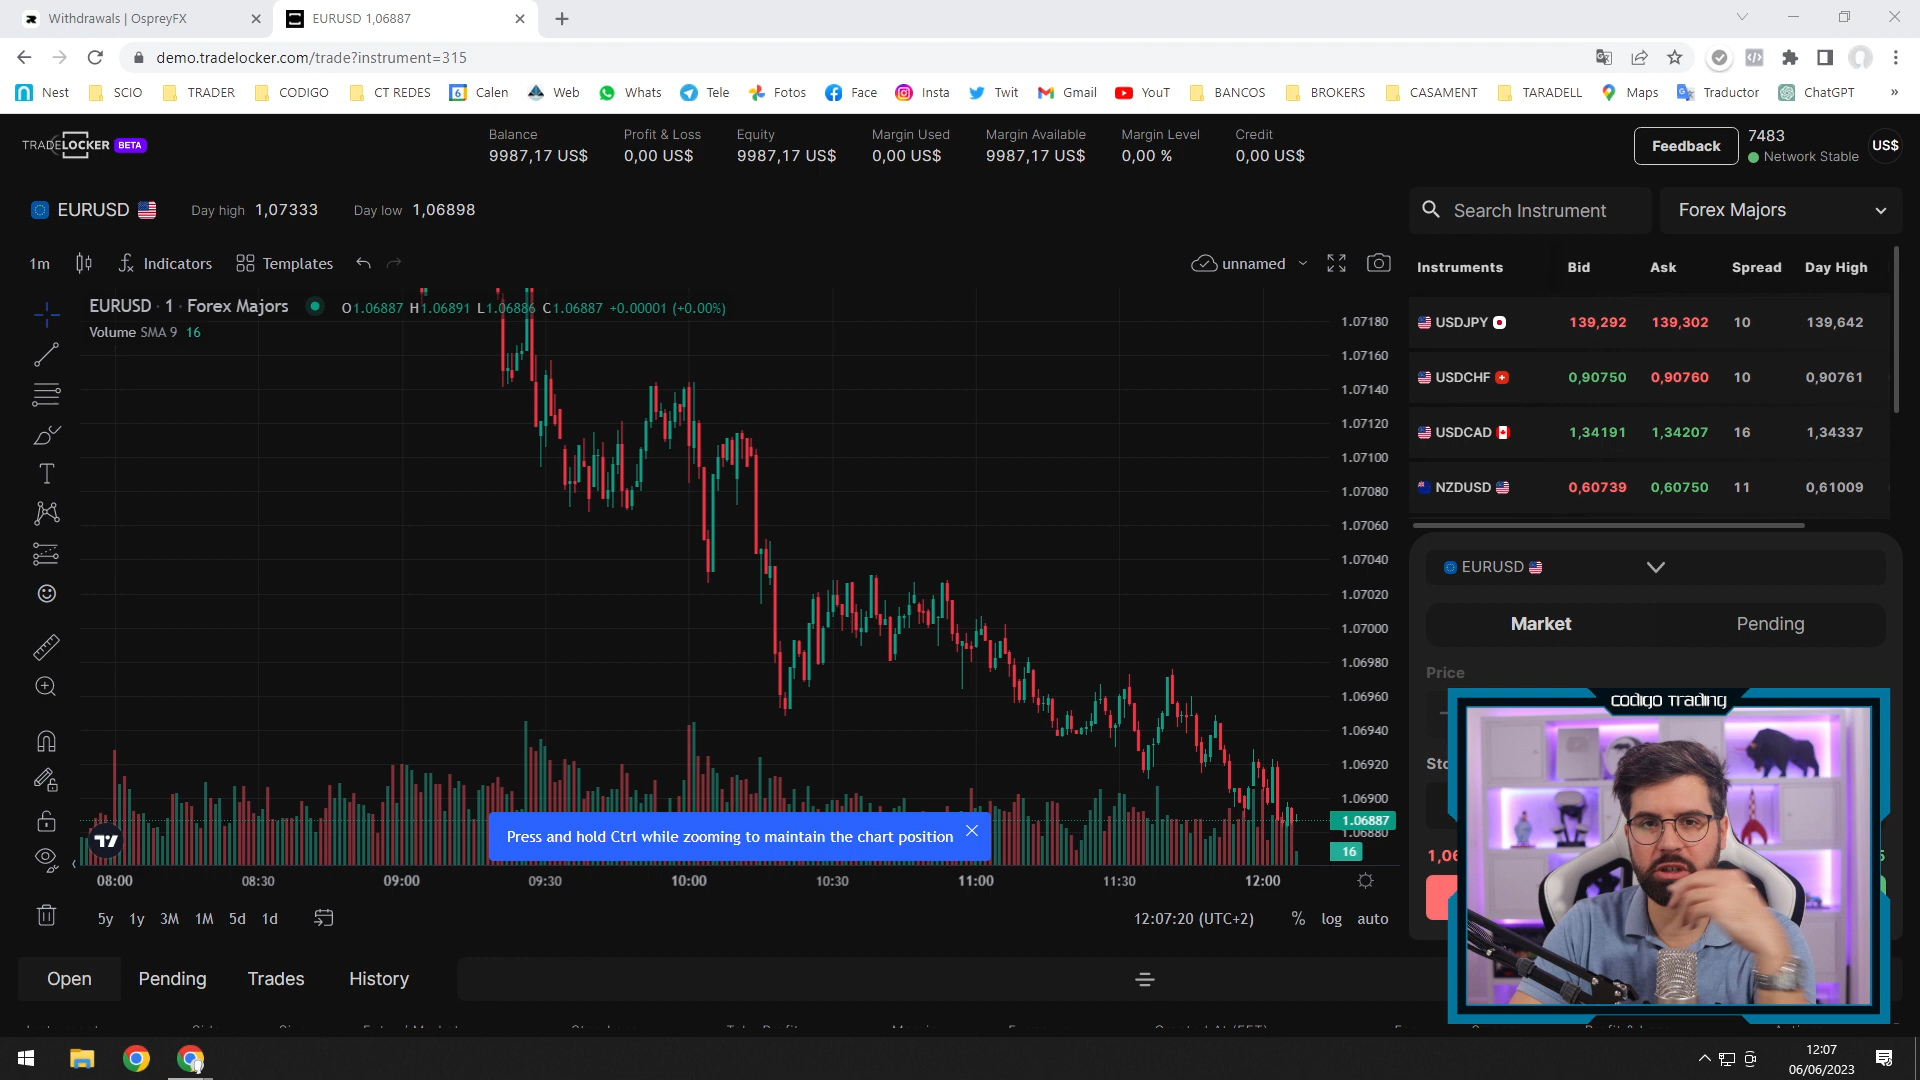 Withdrawals | OspreyFX
EURUSD 1,06887
demo.tradelocker.com/trade?instrument=315
Nest SCIO TRADER CODIGO CT REDES Calen Web Whats Tele Fotos Face Insta Twit Gmail YouT BANCOS BROKERS CASAMENT TARADELL Maps Traductor ChatGPT »
TRADELOCKER BETA
Balance Profit & Loss Equity Margin Used Margin Available Margin Level Credit
9987,17 US$ 0,00 US$ 9987,17 US$ 0,00 US$ 9987,17 US$ 0,00 % 0,00 US$
Feedback
7483
Network Stable
US$
EURUSD Day high 1,07333 Day low 1,06898
Search Instrument
Forex Majors
1m Indicators Templates unnamed
Instruments Bid Ask Spread Day High
USDJPY 139,292 139,302 10 139,642
USDCHF 0,90750 0,90760 10 0,90761
USDCAD 1,34191 1,34207 16 1,34337
NZDUSD 0,60739 0,60750 11 0,61009
EURUSD · 1 · Forex Majors O1.06887 H1.06891 L1.06886 C1.06887 +0.00001 (+0.00%)
Volume SMA 9 16
1.07180
1.07160
1.07140
1.07120
1.07100
1.07080
1.07060
1.07040
1.07020
1.07000
1.06980
1.06960
1.06940
1.06920
1.06900
1.06887
1.06880
16
Press and hold Ctrl while zooming to maintain the chart position
08:00 08:30 09:00 09:30 10:00 10:30 11:00 11:30 12:00
5y 1y 3M 1M 5d 1d
12:07:20 (UTC+2) % log auto
EURUSD
Market Pending
Price
codigo Trading
Open Pending Trades History
12:07
06/06/2023